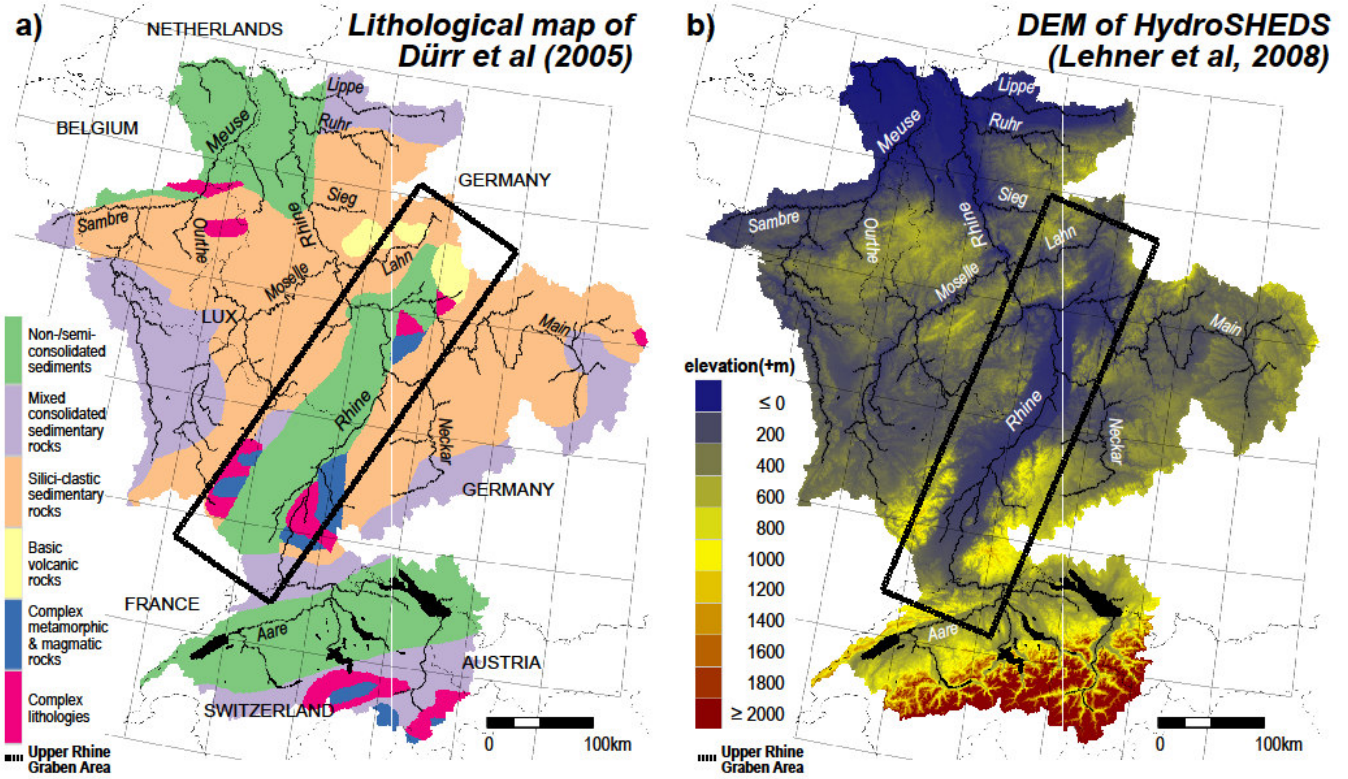 a)
Lithological map of
Dürr et al (2005)
NETHERLANDS
Lippe
Ruhr
Meuse
BELGIUM
GERMANY
Sieg
Sambre
Ourthe
Rhine
Lahn
Moselle
LUX
Main
Rhine
Neckar
GERMANY
FRANCE
Aare
AUSTRIA
SWITZERLAND
Non-/semi-
consolidated
sediments
Mixed
consolidated
sedimentary
rocks
Silici-clastic
sedimentary
rocks
Basic
volcanic
rocks
Complex
metamorphic
& magmatic
rocks
Complex
lithologies
Upper Rhine
Graben Area
0 100km
b)
DEM of HydroSHEDS
(Lehner et al, 2008)
Lippe
Ruhr
Meuse
Sieg
Sambre
Ourthe
Rhine
Lahn
Moselle
Main
Rhine
Neckar
Aare
elevation(+m)
≤ 0
200
400
600
800
1000
1200
1400
1600
1800
≥ 2000
Upper Rhine
Graben Area
0 100km